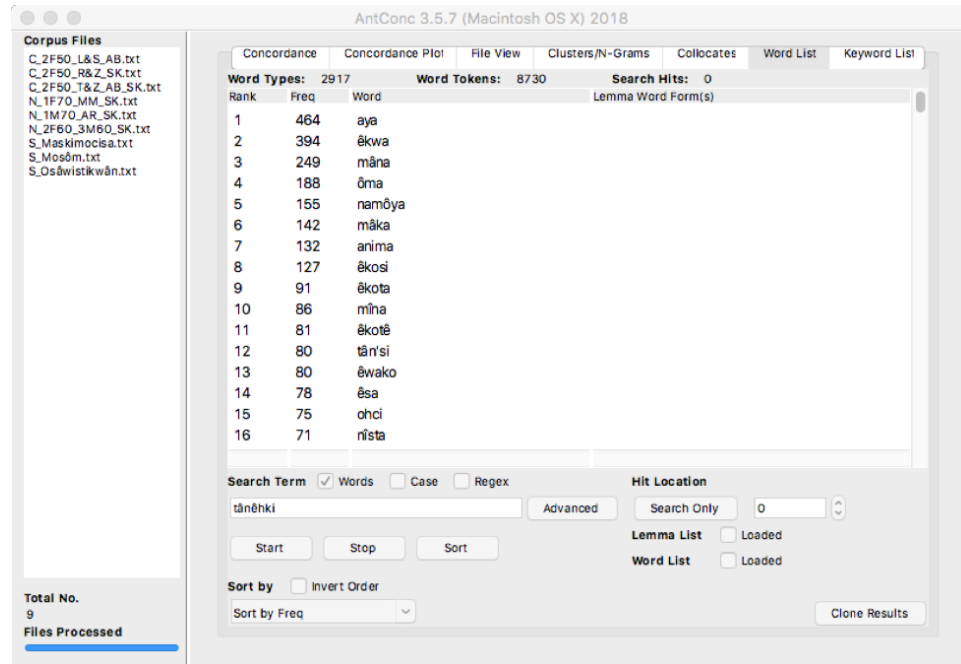 AntConc 3.5.7 (Macintosh OS X) 2018
Corpus Files
C_2F50_L&S_AB.txt
C_2F50_R&Z_SK.txt
C_2F50_T&Z_AB_SK.txt
N_1F70_MM_SK.txt
N_1M70_AR_SK.txt
N_2F60_3M60_SK.txt
S_Maskimocisa.txt
S_Mosôm.txt
S_Osâwistikwân.txt
Total No.
9
Files Processed
Concordance Concordance Plot File View Clusters/N-Grams Collocates Word List Keyword List
Word Types: 2917 Word Tokens: 8730 Search Hits: 0
Rank Freq Word Lemma Word Form(s)
1 464 aya
2 394 êkwa
3 249 mâna
4 188 ôma
5 155 namôya
6 142 mâka
7 132 anima
8 127 êkosi
9 91 êkota
10 86 mîna
11 81 êkotê
12 80 tân'si
13 80 êwako
14 78 êsa
15 75 ohci
16 71 nîsta
Search Term Words Case Regex Hit Location
tânêhki Advanced Search Only 0
Lemma List Loaded
Start Stop Sort
Word List Loaded
Sort by Invert Order
Sort by Freq Clone Results